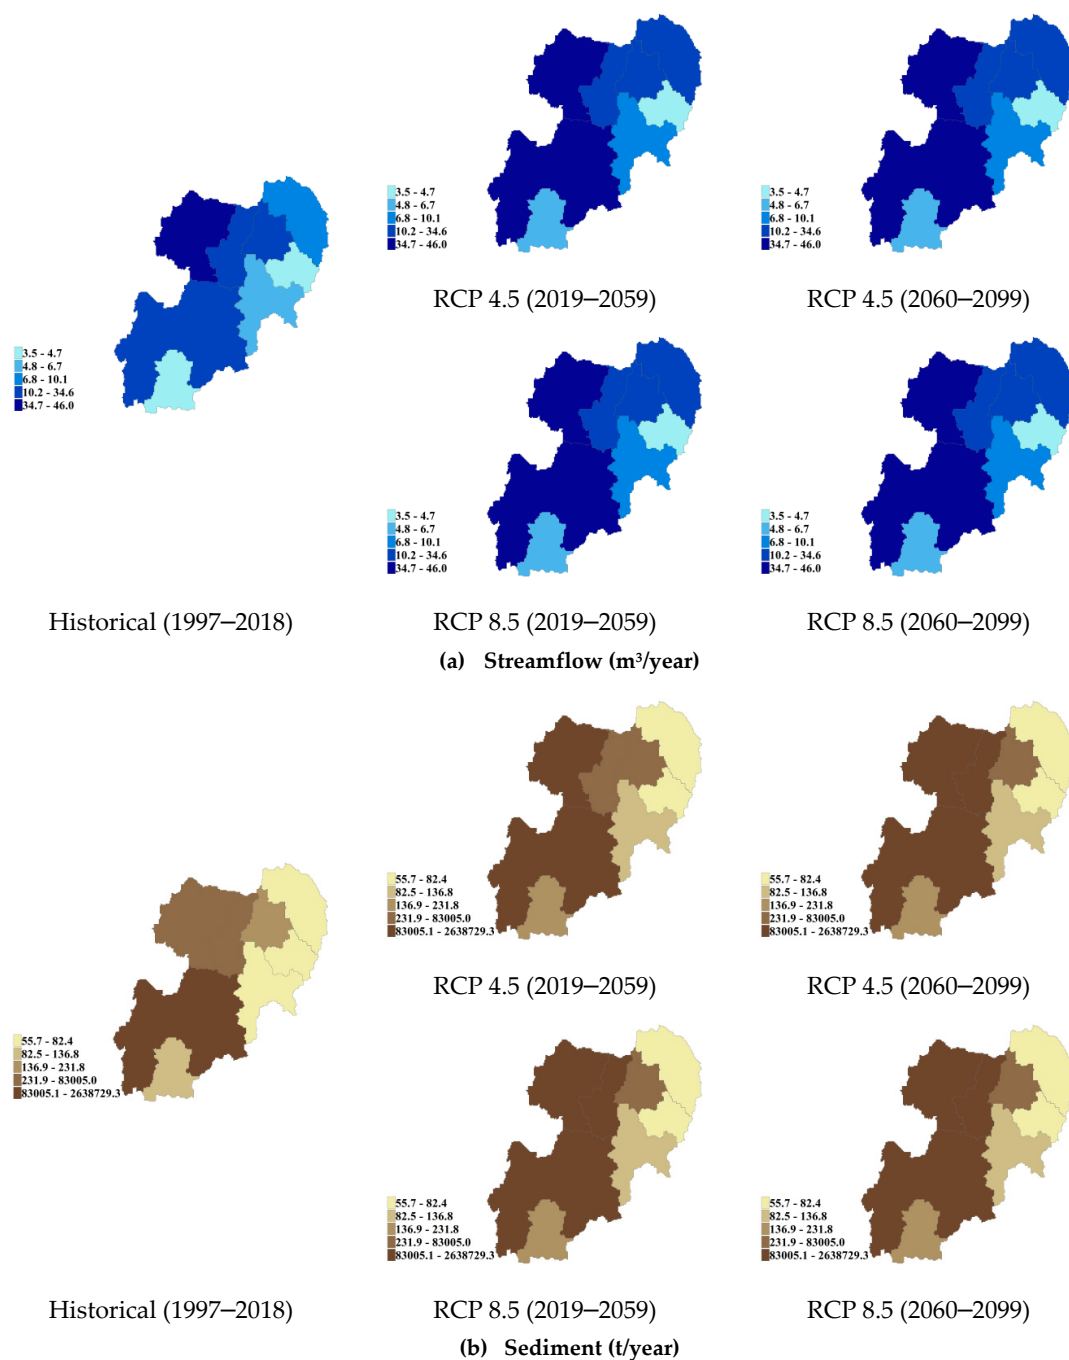 3.5 - 4.7
4.8 - 6.7
6.8 - 10.1
10.2 - 34.6
34.7 - 46.0
RCP 4.5 (2019–2059)
3.5 - 4.7
4.8 - 6.7
6.8 - 10.1
10.2 - 34.6
34.7 - 46.0
RCP 4.5 (2060–2099)
3.5 - 4.7
4.8 - 6.7
6.8 - 10.1
10.2 - 34.6
34.7 - 46.0
Historical (1997–2018)
3.5 - 4.7
4.8 - 6.7
6.8 - 10.1
10.2 - 34.6
34.7 - 46.0
RCP 8.5 (2019–2059)
3.5 - 4.7
4.8 - 6.7
6.8 - 10.1
10.2 - 34.6
34.7 - 46.0
RCP 8.5 (2060–2099)
(a) Streamflow (m³/year)
55.7 - 82.4
82.5 - 136.8
136.9 - 231.8
231.9 - 83005.0
83005.1 - 2638729.3
RCP 4.5 (2019–2059)
55.7 - 82.4
82.5 - 136.8
136.9 - 231.8
231.9 - 83005.0
83005.1 - 2638729.3
RCP 4.5 (2060–2099)
55.7 - 82.4
82.5 - 136.8
136.9 - 231.8
231.9 - 83005.0
83005.1 - 2638729.3
Historical (1997–2018)
55.7 - 82.4
82.5 - 136.8
136.9 - 231.8
231.9 - 83005.0
83005.1 - 2638729.3
RCP 8.5 (2019–2059)
55.7 - 82.4
82.5 - 136.8
136.9 - 231.8
231.9 - 83005.0
83005.1 - 2638729.3
RCP 8.5 (2060–2099)
(b) Sediment (t/year)